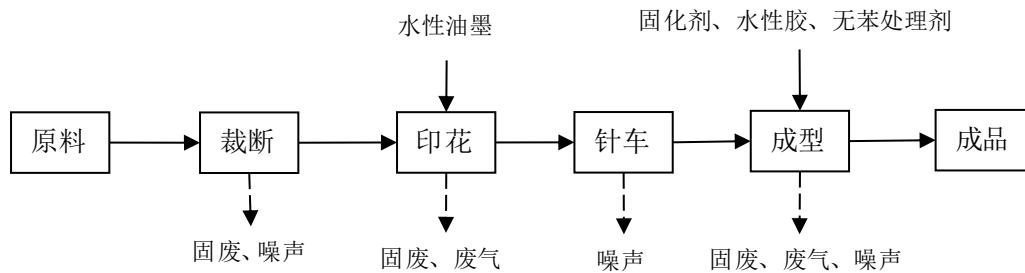 水性油墨
固化剂、水性胶、无苯处理剂
原料
裁断
印花
针车
成型
成品
固废、噪声
固废、废气
噪声
固废、废气、噪声